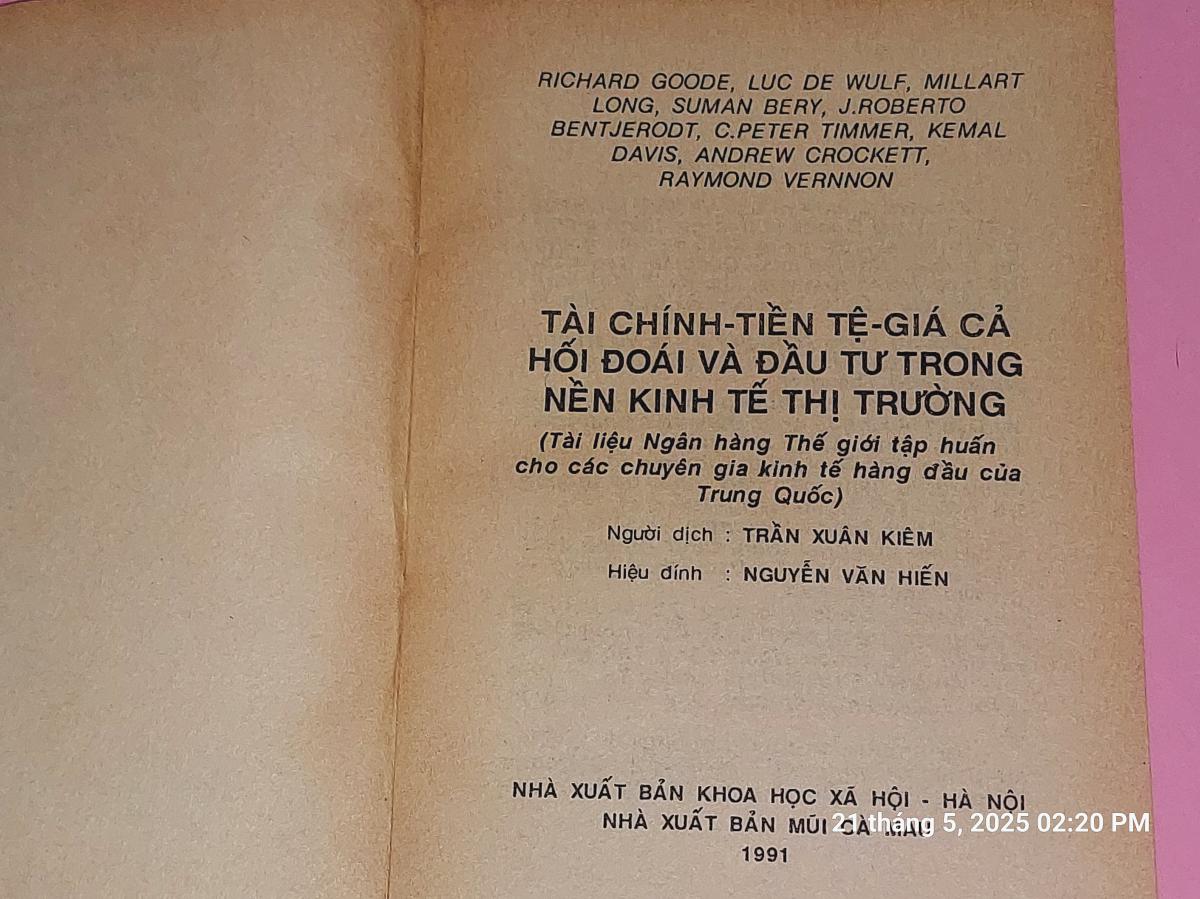 RICHARD GOODE, LUC DE WULF, MILLART
LONG, SUMAN BERY, J.ROBERTO
BENTJERODT, C.PETER TIMMER, KEMAL
DAVIS, ANDREW CROCKETT,
RAYMOND VERNNON
TÀI CHÍNH-TIỀN TỆ-GIÁ CẢ
HỐI ĐOÁI VÀ ĐẦU TƯ TRONG
NỀN KINH TẾ THỊ TRƯỜNG
(Tài liệu Ngân hàng Thế giới tập huấn
cho các chuyên gia kinh tế hàng đầu của
Trung Quốc)
Người dịch : TRẦN XUÂN KIÊM
Hiệu đính : NGUYỄN VĂN HIẾN
NHÀ XUẤT BẢN KHOA HỌC XÃ HỘI - HÀ NỘI
NHÀ XUẤT BẢN MŨI CÀ MAU
21 tháng 5, 2025 02:20 PM
1991